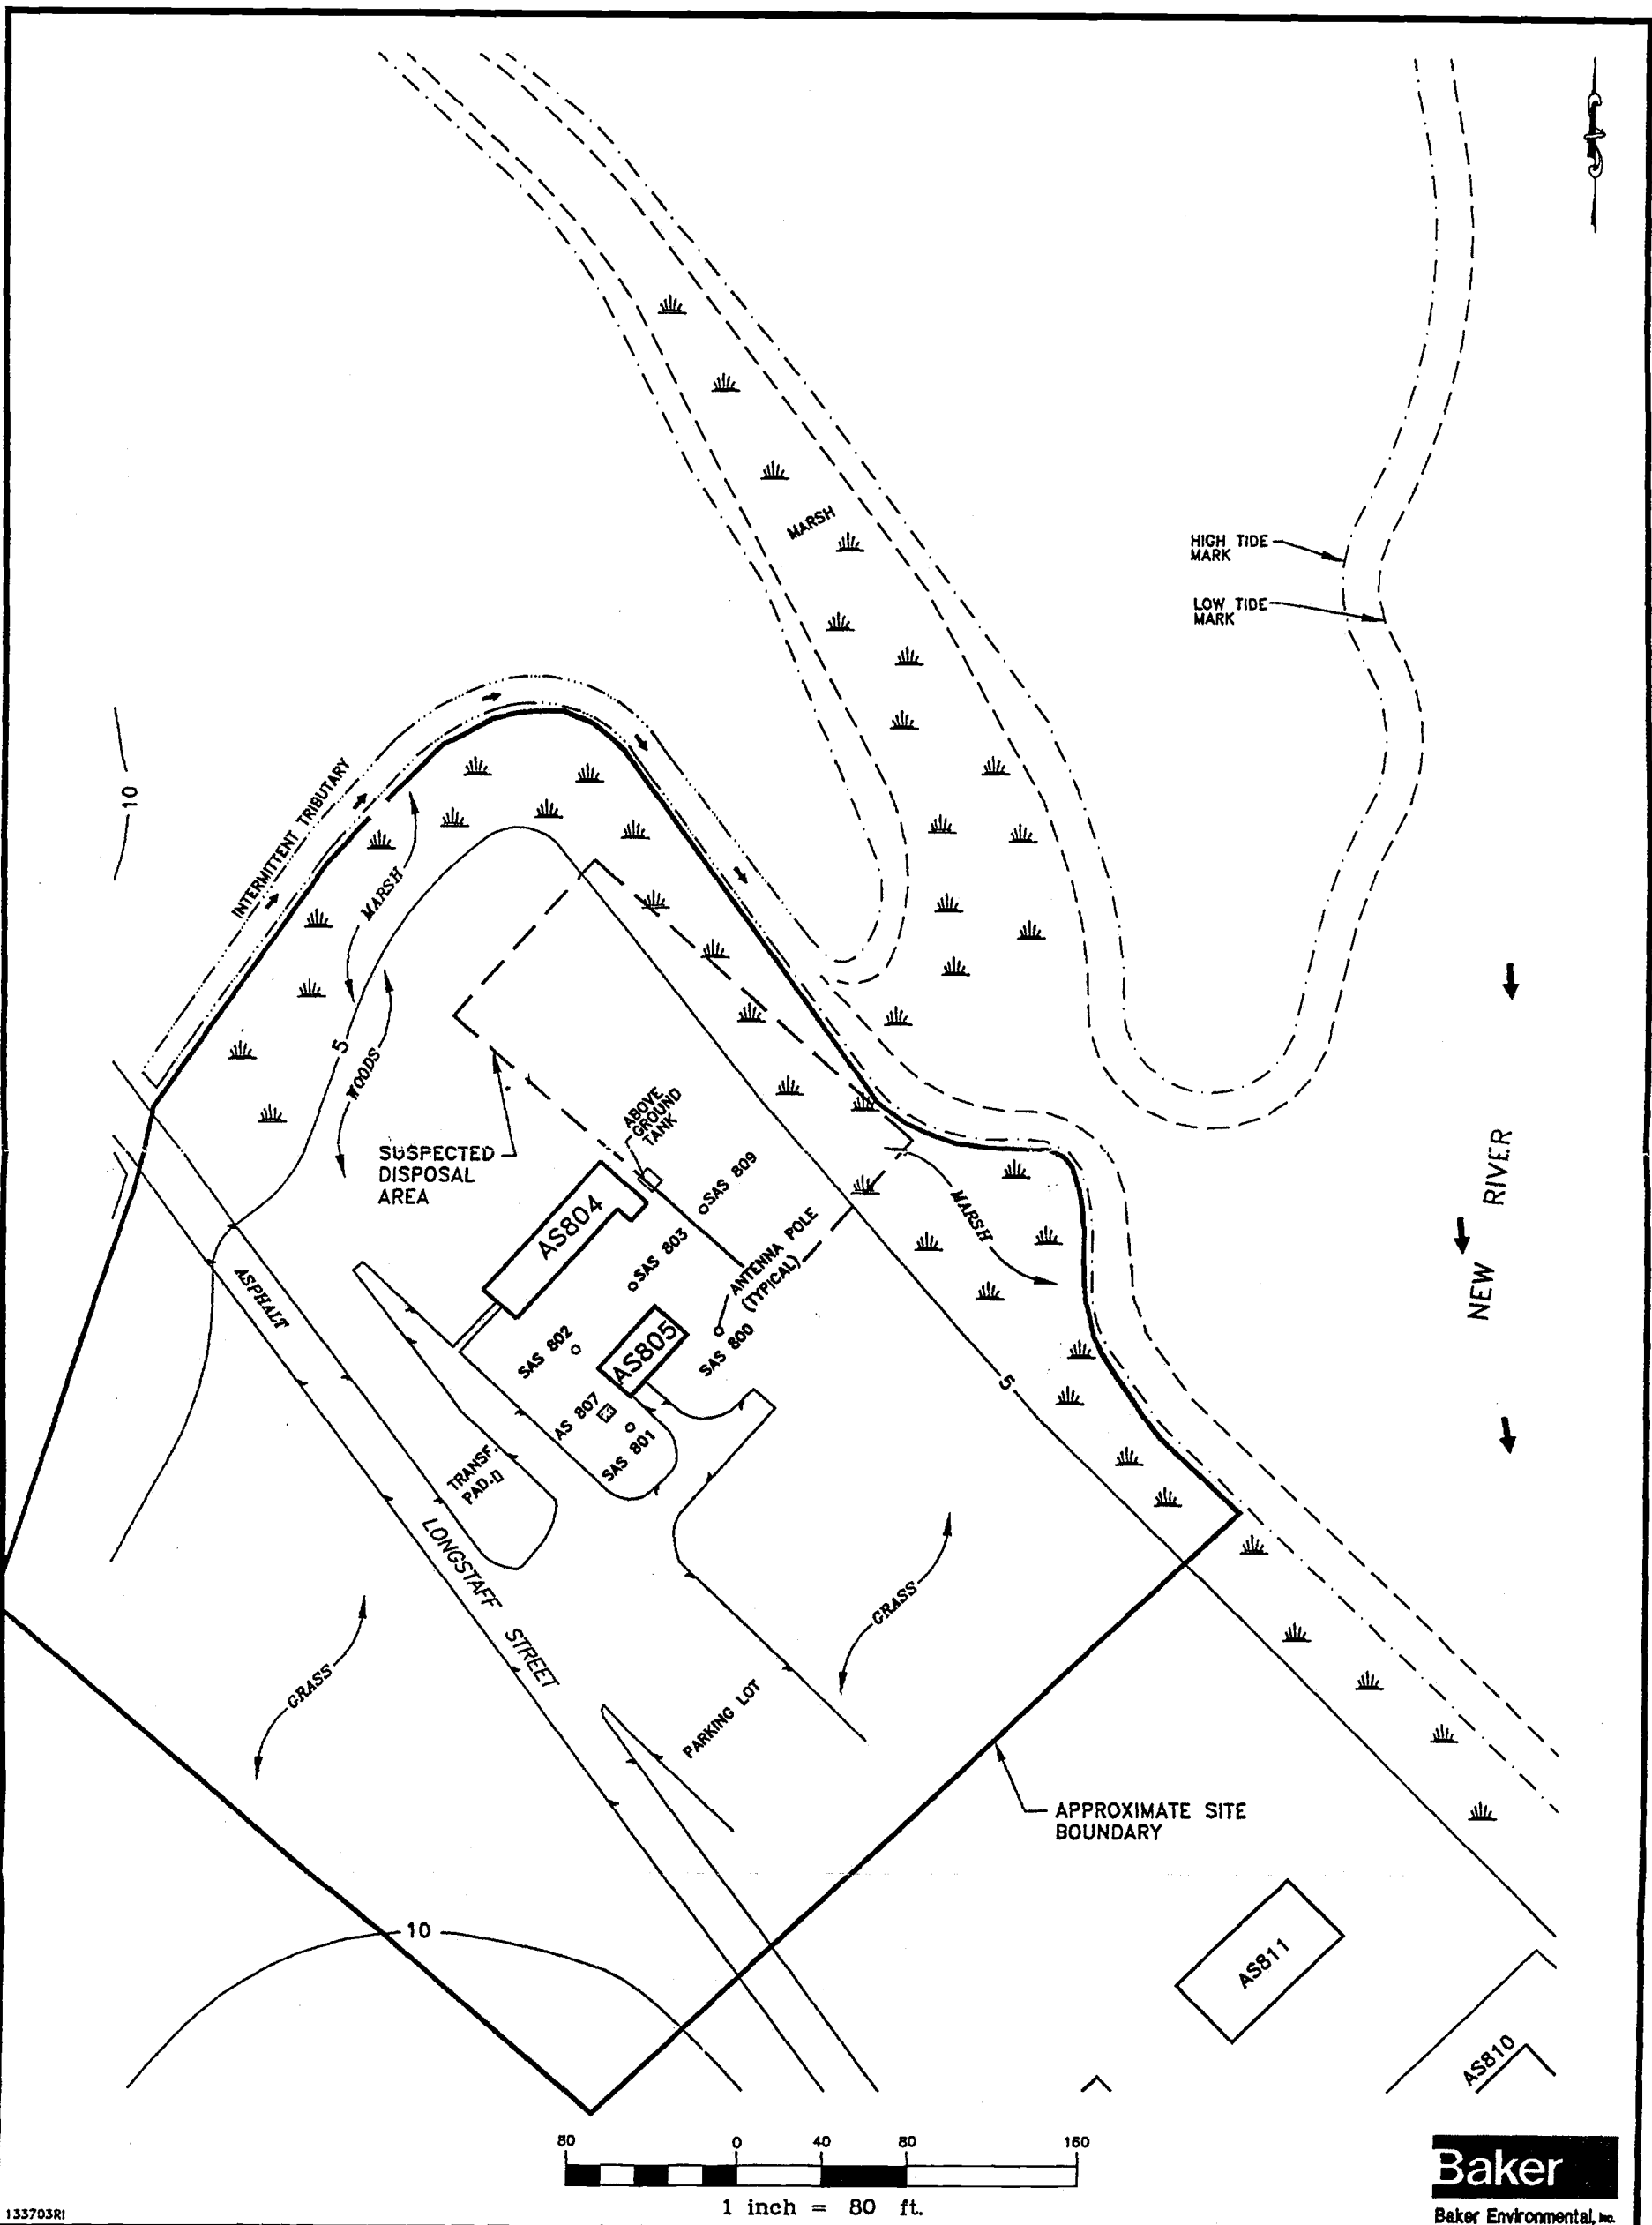 MARSH
HIGH TIDE
MARK
LOW TIDE
MARK
10
INTERMITTENT TRIBUTARY
MARSH
5
WOODS
SUSPECTED
DISPOSAL
AREA
ABOVE
GROUND
TANK
SAS 809
AS804
SAS 803
ANTENNA POLE
(TYPICAL)
MARSH
NEW RIVER
ASPHALT
SAS 802
AS805
SAS 800
AS 807
SAS 801
5
TRANSF.
PAD
LONGSTAFF STREET
GRASS
GRASS
PARKING LOT
APPROXIMATE SITE
BOUNDARY
10
AS811
AS810
80 0 40 80 160
1 inch = 80 ft.
133703RI
Baker
Baker Environmental, Inc.